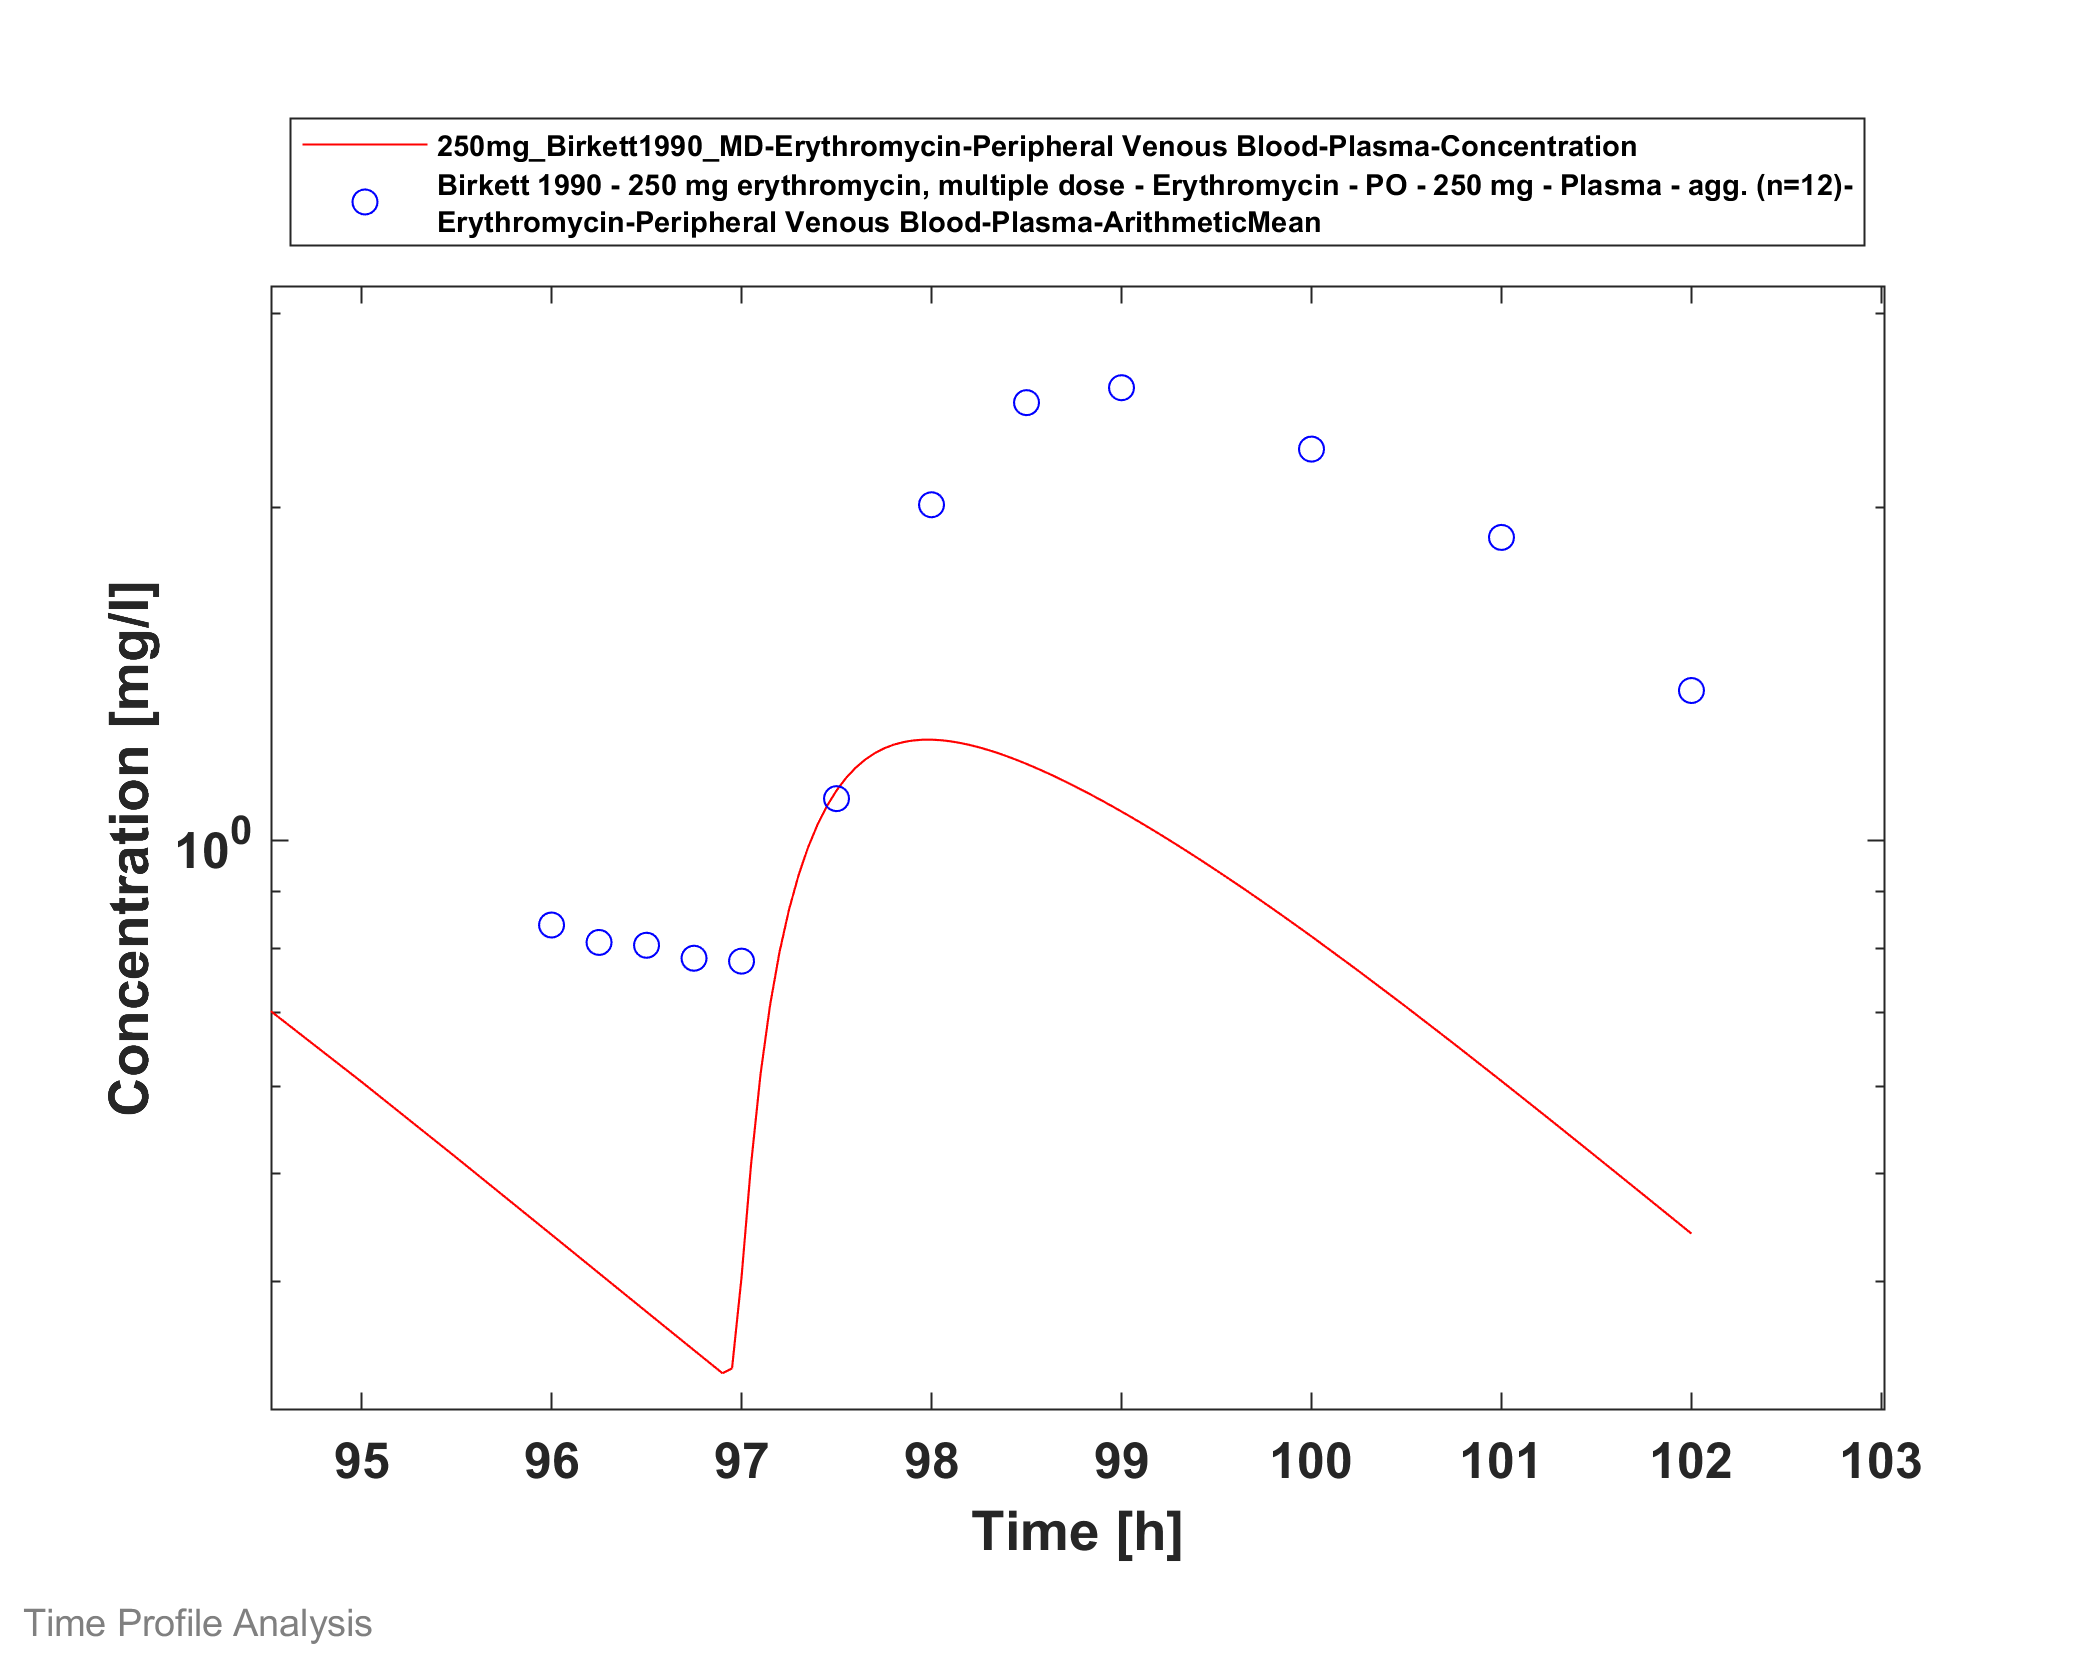 250mg_Birkett1990_MD-Erythromycin-Peripheral Venous Blood-Plasma-Concentration
Birkett 1990 - 250 mg erythromycin, multiple dose - Erythromycin - PO - 250 mg - Plasma - agg. (n=12)-
Erythromycin-Peripheral Venous Blood-Plasma-ArithmeticMean
Concentration [mg/l]
10^0
95 96 97 98 99 100 101 102 103
Time [h]
Time Profile Analysis